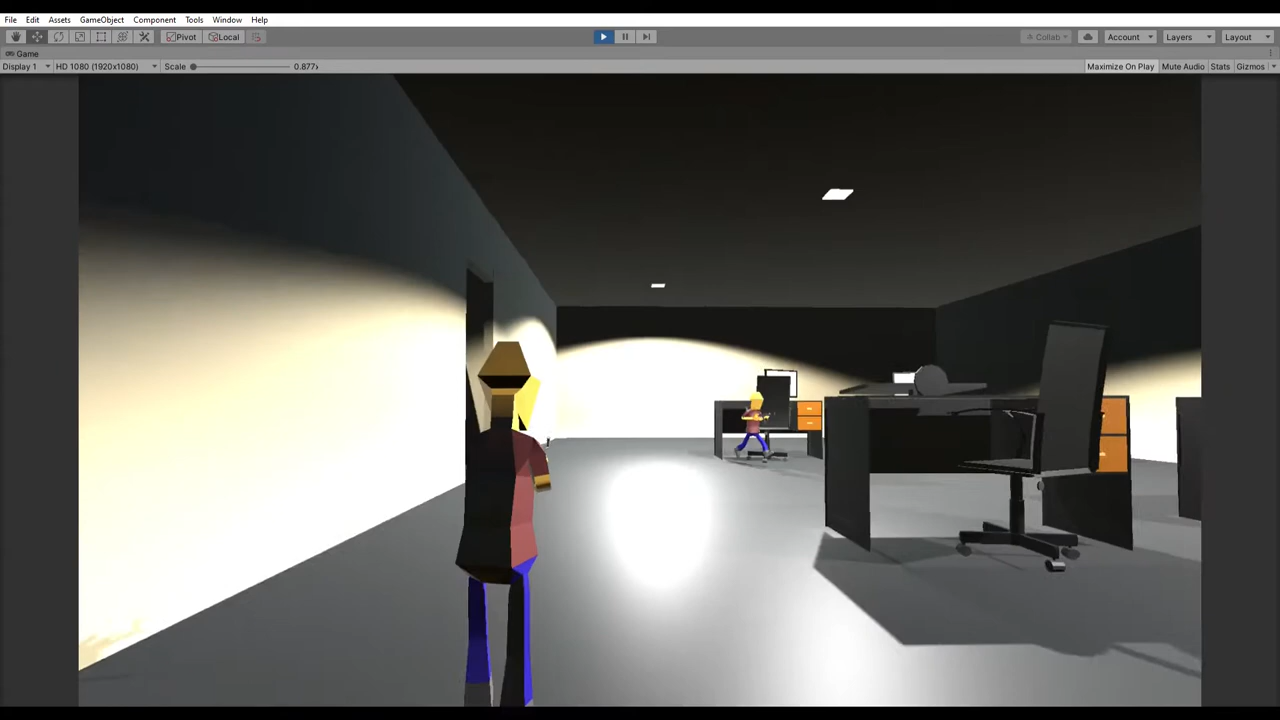 File Edit Assets GameObject Component Tools Window Help
Pivot Local Collab Account Layers Layout
Game
Display 1 HD 1080 (1920x1080) Scale 0.877x Maximize On Play Mute Audio Stats Gizmos